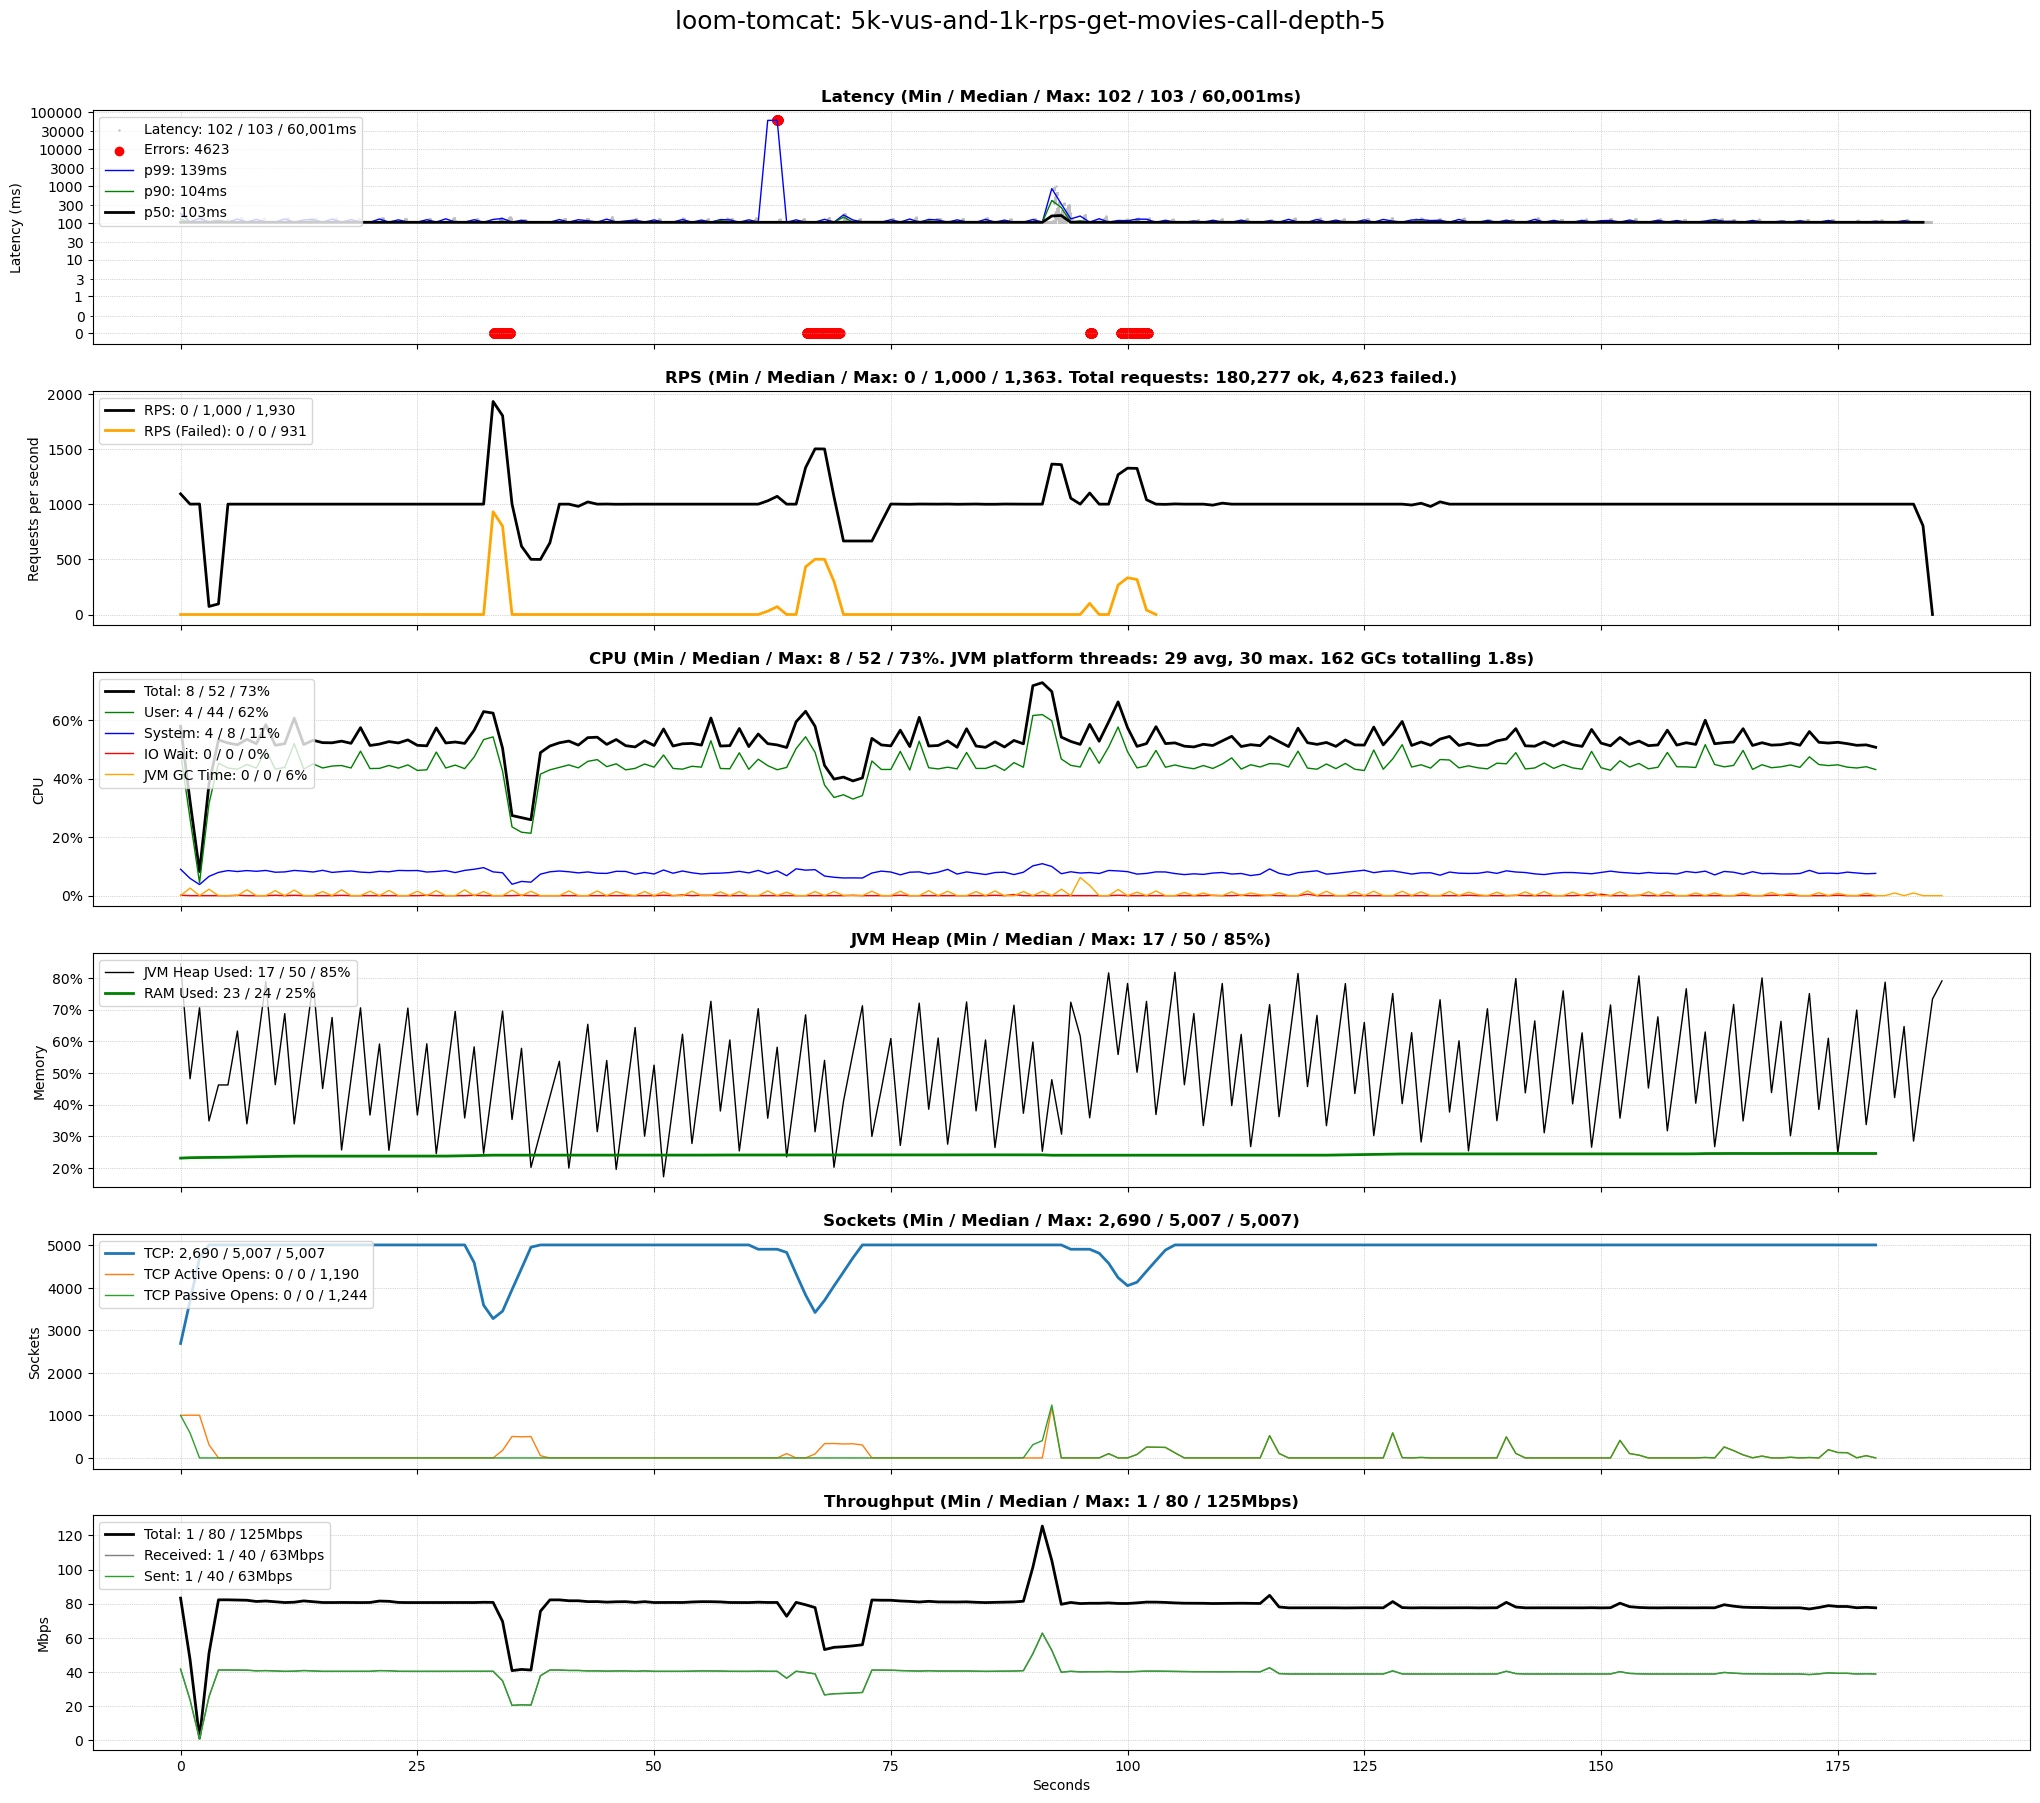 loom-tomcat: 5k-vus-and-1k-rps-get-movies-call-depth-5
Latency (Min / Median / Max: 102 / 103 / 60,001ms)
Latency (ms)
100000
30000
10000
3000
1000
300
100
30
10
3
1
0
0
Latency: 102 / 103 / 60,001ms
Errors: 4623
p99: 139ms
p90: 104ms
p50: 103ms
RPS (Min / Median / Max: 0 / 1,000 / 1,363. Total requests: 180,277 ok, 4,623 failed.)
Requests per second
2000
1500
1000
500
0
RPS: 0 / 1,000 / 1,930
RPS (Failed): 0 / 0 / 931
CPU (Min / Median / Max: 8 / 52 / 73%. JVM platform threads: 29 avg, 30 max. 162 GCs totalling 1.8s)
CPU
60%
40%
20%
0%
Total: 8 / 52 / 73%
User: 4 / 44 / 62%
System: 4 / 8 / 11%
IO Wait: 0 / 0 / 0%
JVM GC Time: 0 / 0 / 6%
JVM Heap (Min / Median / Max: 17 / 50 / 85%)
Memory
80%
70%
60%
50%
40%
30%
20%
JVM Heap Used: 17 / 50 / 85%
RAM Used: 23 / 24 / 25%
Sockets (Min / Median / Max: 2,690 / 5,007 / 5,007)
Sockets
5000
4000
3000
2000
1000
0
TCP: 2,690 / 5,007 / 5,007
TCP Active Opens: 0 / 0 / 1,190
TCP Passive Opens: 0 / 0 / 1,244
Throughput (Min / Median / Max: 1 / 80 / 125Mbps)
Mbps
120
100
80
60
40
20
0
Total: 1 / 80 / 125Mbps
Received: 1 / 40 / 63Mbps
Sent: 1 / 40 / 63Mbps
0 25 50 75 100 125 150 175
Seconds